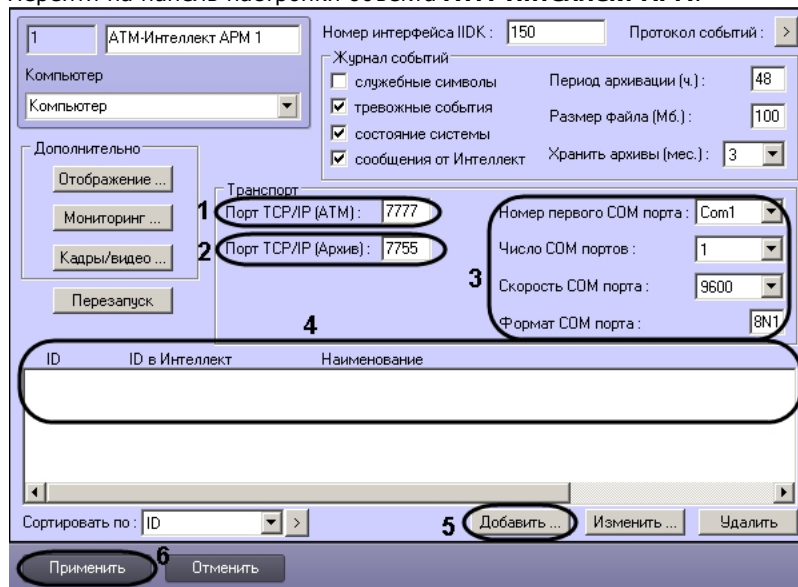 1 АТМ-Интеллект АРМ 1
Компьютер
Компьютер
Номер интерфейса IIDK : 150
Протокол событий : >
Журнал событий
служебные символы
тревожные события
состояние системы
сообщения от Интеллект
Период архивации (ч.) : 48
Размер файла (Мб.) : 100
Хранить архивы (мес.) : 3
Дополнительно
Отображение ...
Мониторинг ...
Кадры/видео ...
Перезапуск
Транспорт
1 Порт TCP/IP (АТМ) : 7777
2 Порт TCP/IP (Архив) : 7755
3
Номер первого COM порта : Com1
Число COM портов : 1
Скорость COM порта : 9600
Формат COM порта : 8N1
4
ID ID в Интеллект Наименование
Сортировать по : ID >
5 Добавить ... Изменить ... Удалить
Применить 6 Отменить